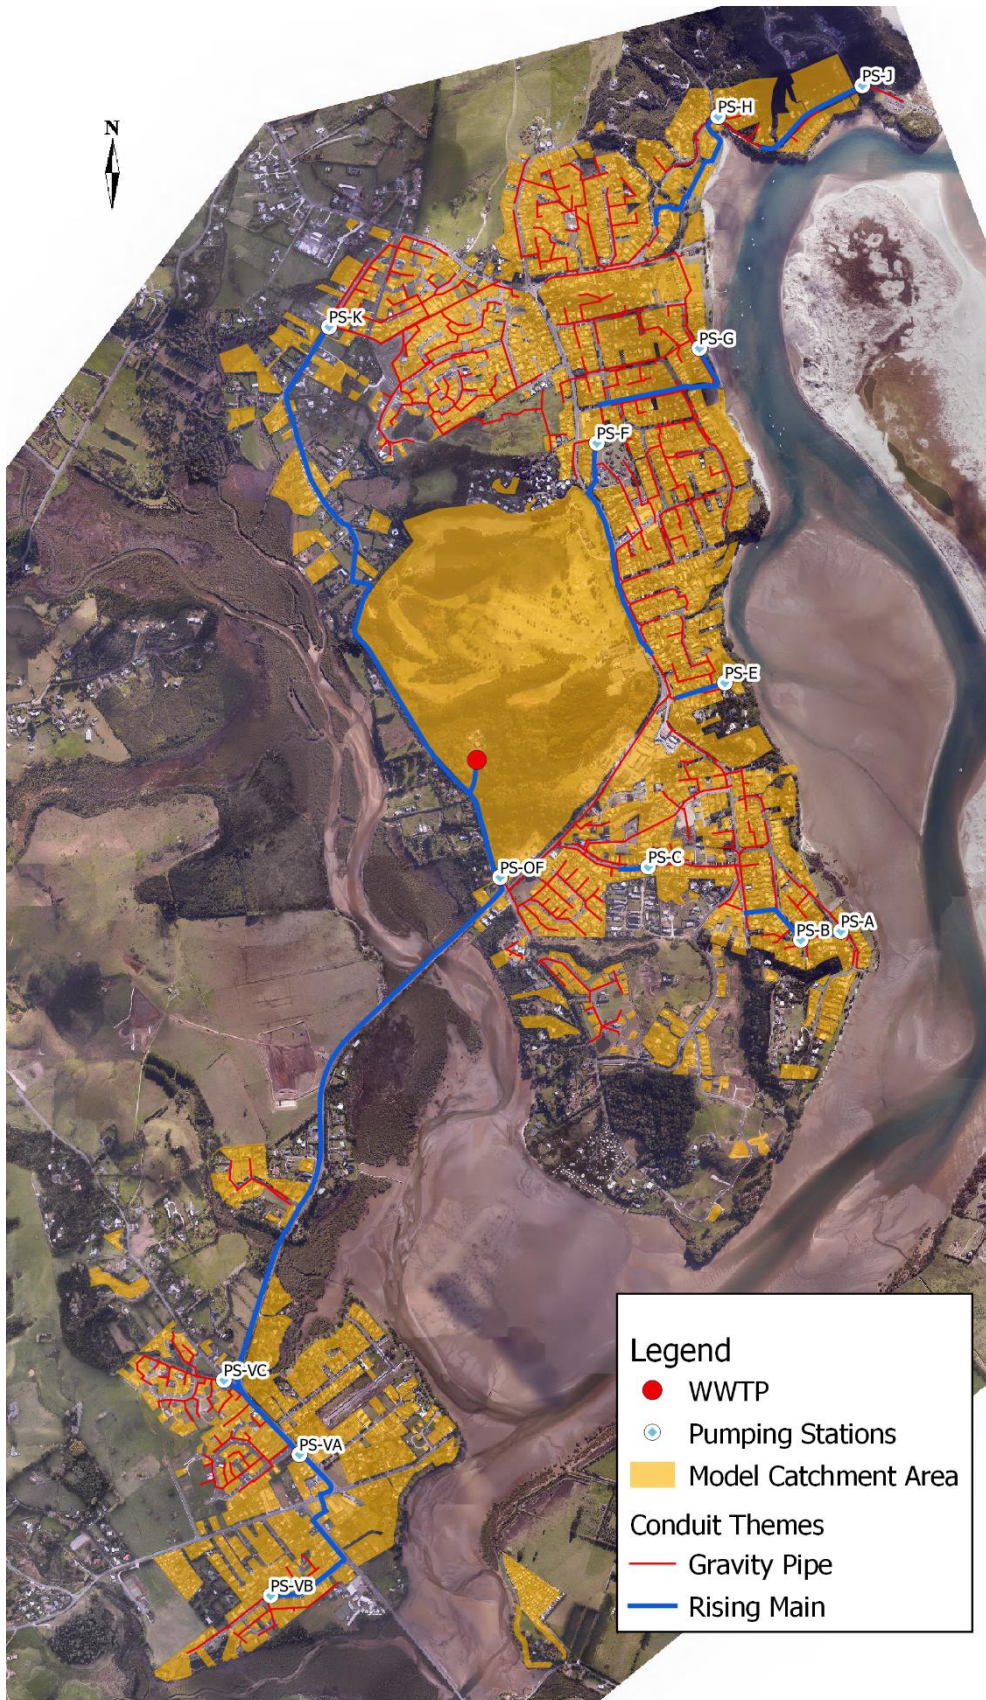 PS-J
PS-H
N
PS-K
PS-G
PS-F
PS-E
PS-C
PS-OF
PS-A
PS-B
PS-VC
PS-VA
PS-VB
Legend
WWTP
Pumping Stations
Model Catchment Area
Conduit Themes
Gravity Pipe
Rising Main